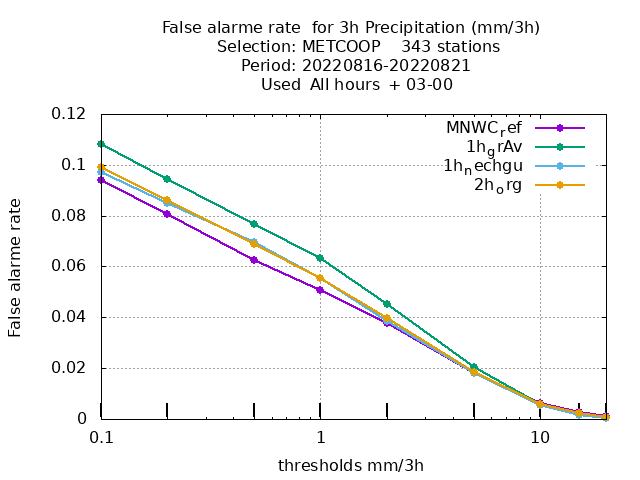 False alarme rate  for 3h Precipitation (mm/3h)
Selection: METCOOP    343 stations
Period: 20220816-20220821
Used  All hours  + 03-00
MNWC_ref
1h_grAv
1h_nechgu
2h_org
False alarme rate
0.12
0.1
0.08
0.06
0.04
0.02
0
0.1 1 10
thresholds mm/3h